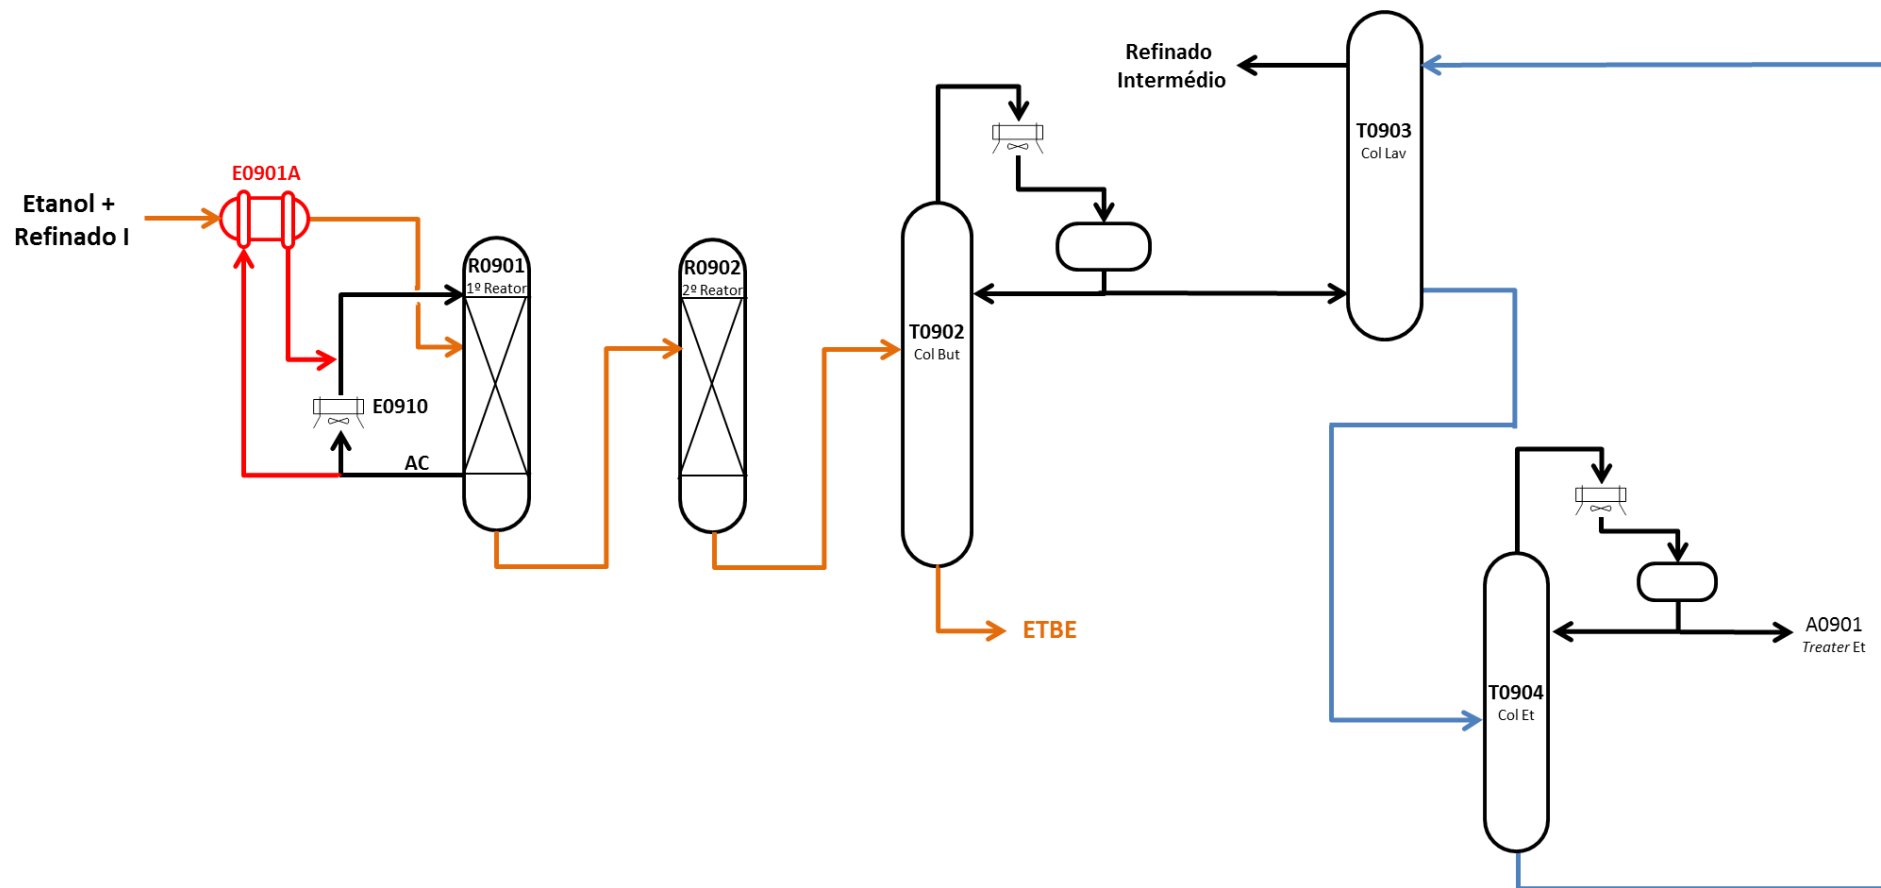 E0901A
Etanol +
Refinado I
R0901
1º Reator
E0910
AC
R0902
2º Reator
T0902
Col But
ETBE
Refinado
Intermédio
T0903
Col Lav
T0904
Col Et
A0901
Treater Et